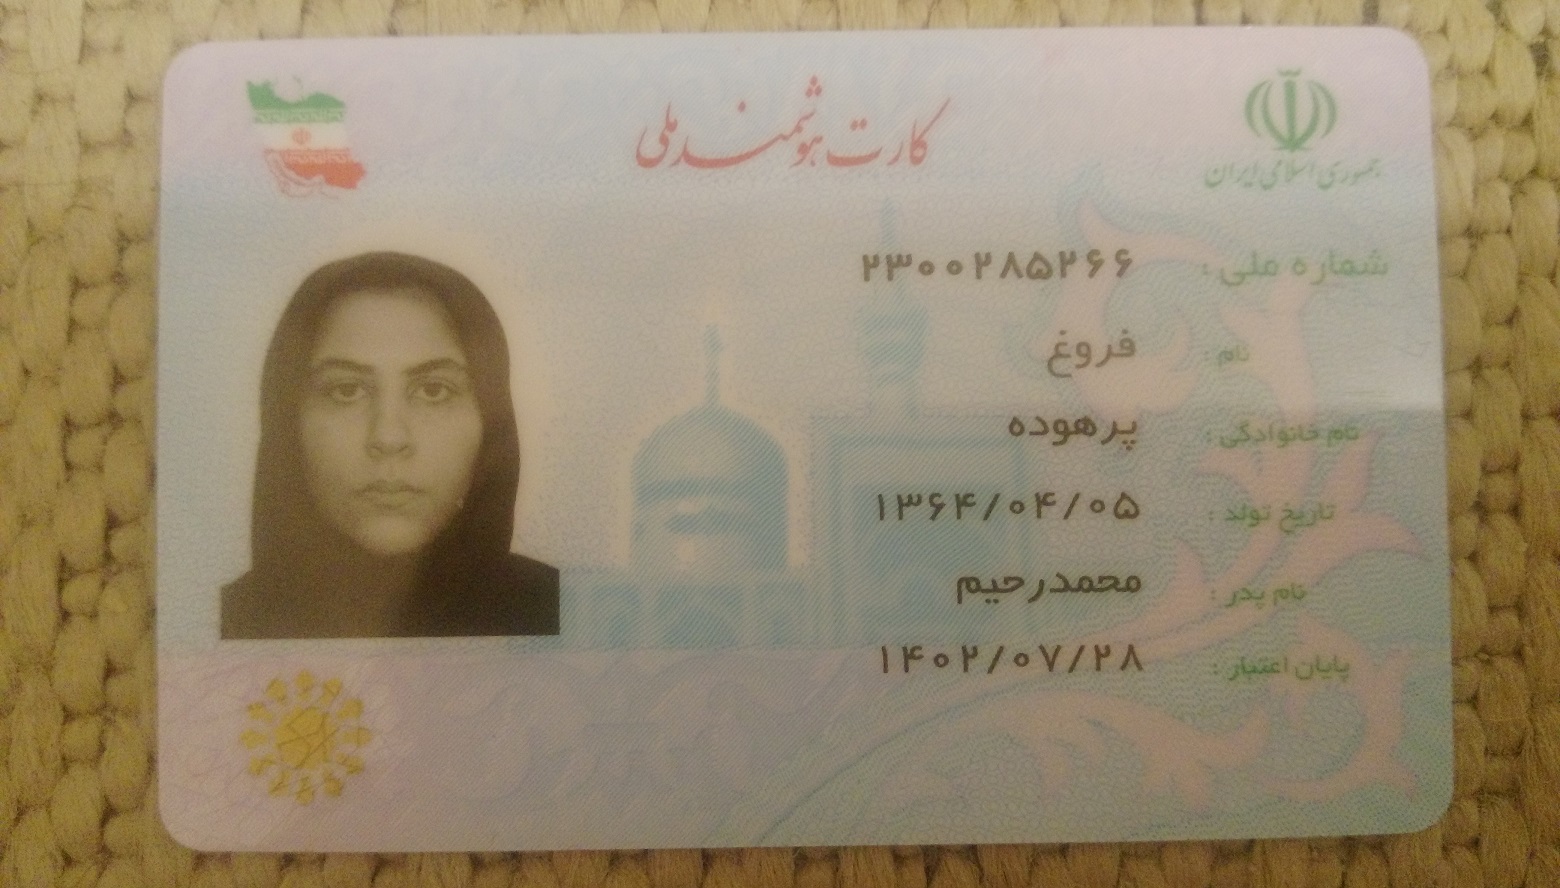 کارت هوشمند ملی
جمهوری اسلامی ایران
شماره ملی : ۲۳۰۰۲۸۵۲۶۶
نام : فروغ
نام خانوادگی : پرهوده
تاریخ تولد : ۱۳۶۴/۰۴/۰۵
نام پدر : محمدرحیم
پایان اعتبار : ۱۴۰۲/۰۷/۲۸